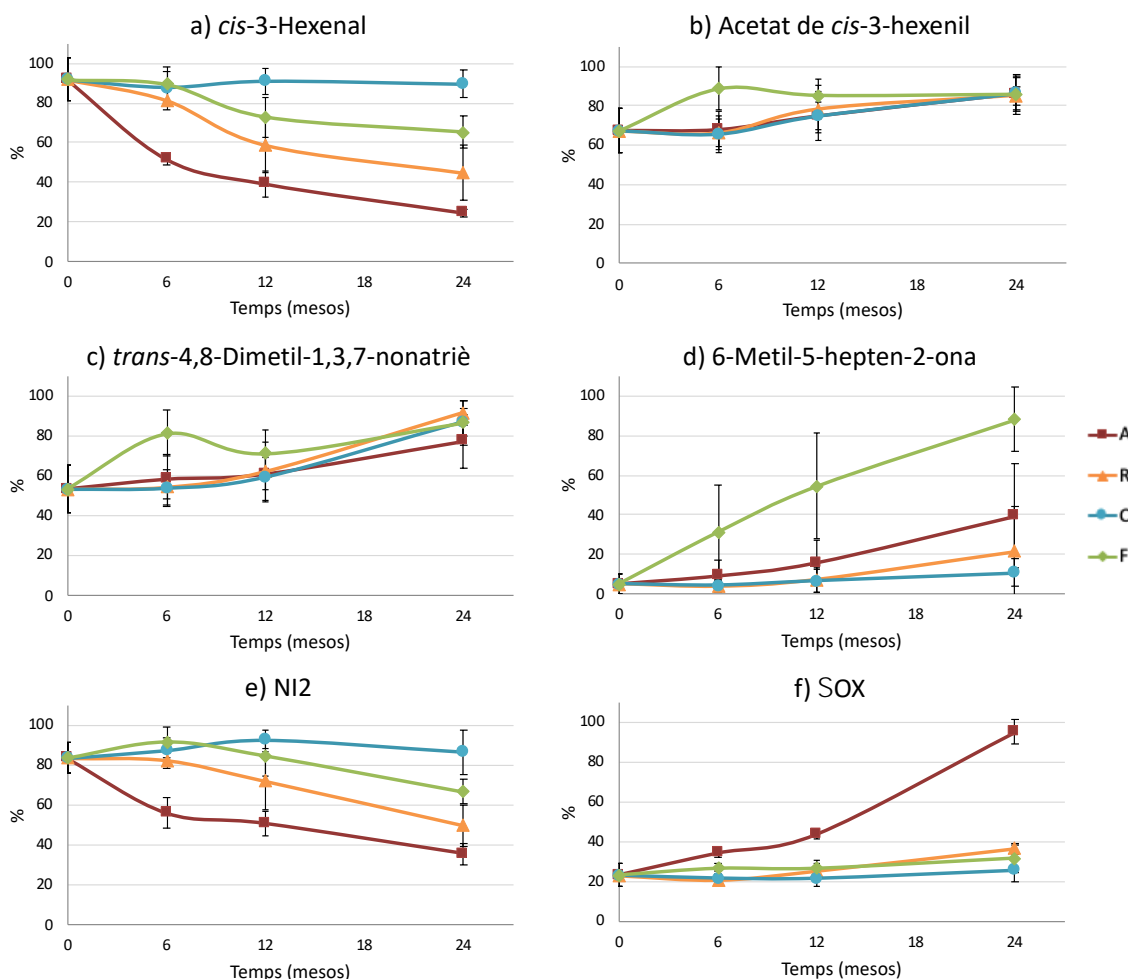 a) cis-3-Hexenal
100
80
60
40
20
0
%
0 6 12 18 24
Temps (mesos)
b) Acetat de cis-3-hexenil
100
80
60
40
20
0
%
0 6 12 18 24
Temps (mesos)
c) trans-4,8-Dimetil-1,3,7-nonatriè
100
80
60
40
20
0
%
0 6 12 18 24
Temps (mesos)
d) 6-Metil-5-hepten-2-ona
100
80
60
40
20
0
%
0 6 12 18 24
Temps (mesos)
A
R
F
e) NI2
100
80
60
40
20
0
%
0 6 12 18 24
Temps (mesos)
f) SOX
100
80
60
40
20
0
%
0 6 12 18 24
Temps (mesos)